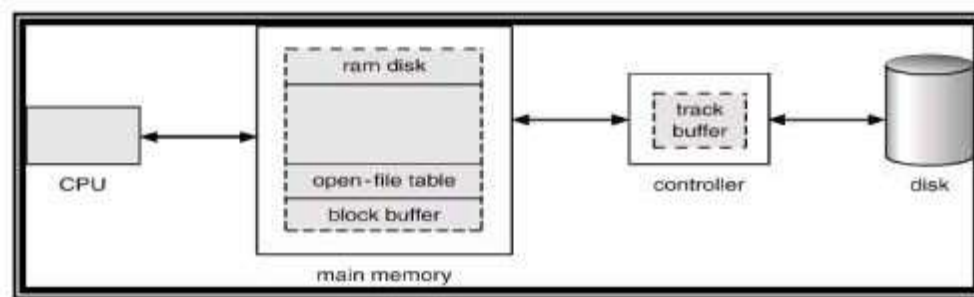 ram disk
track
buffer
CPU
open-file table
controller
disk
block buffer
main memory